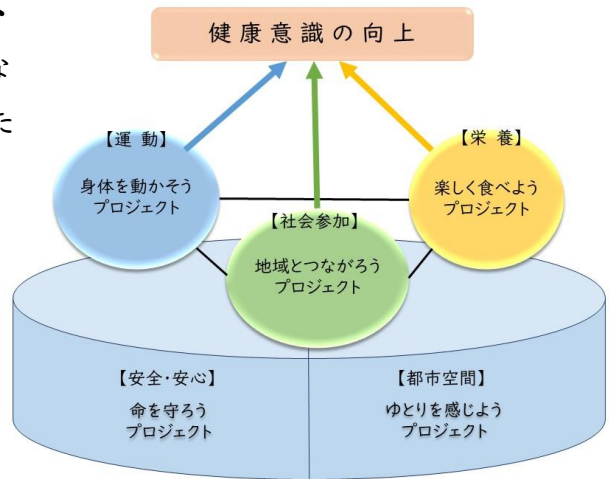 健康意識の向上
な
た
【運 動】
身体を動かそう
プロジェクト
【栄 養】
楽しく食べよう
プロジェクト
【社会参加】
地域とつながろう
プロジェクト
【安全・安心】
命を守ろう
プロジェクト
【都市空間】
ゆとりを感じよう
プロジェクト